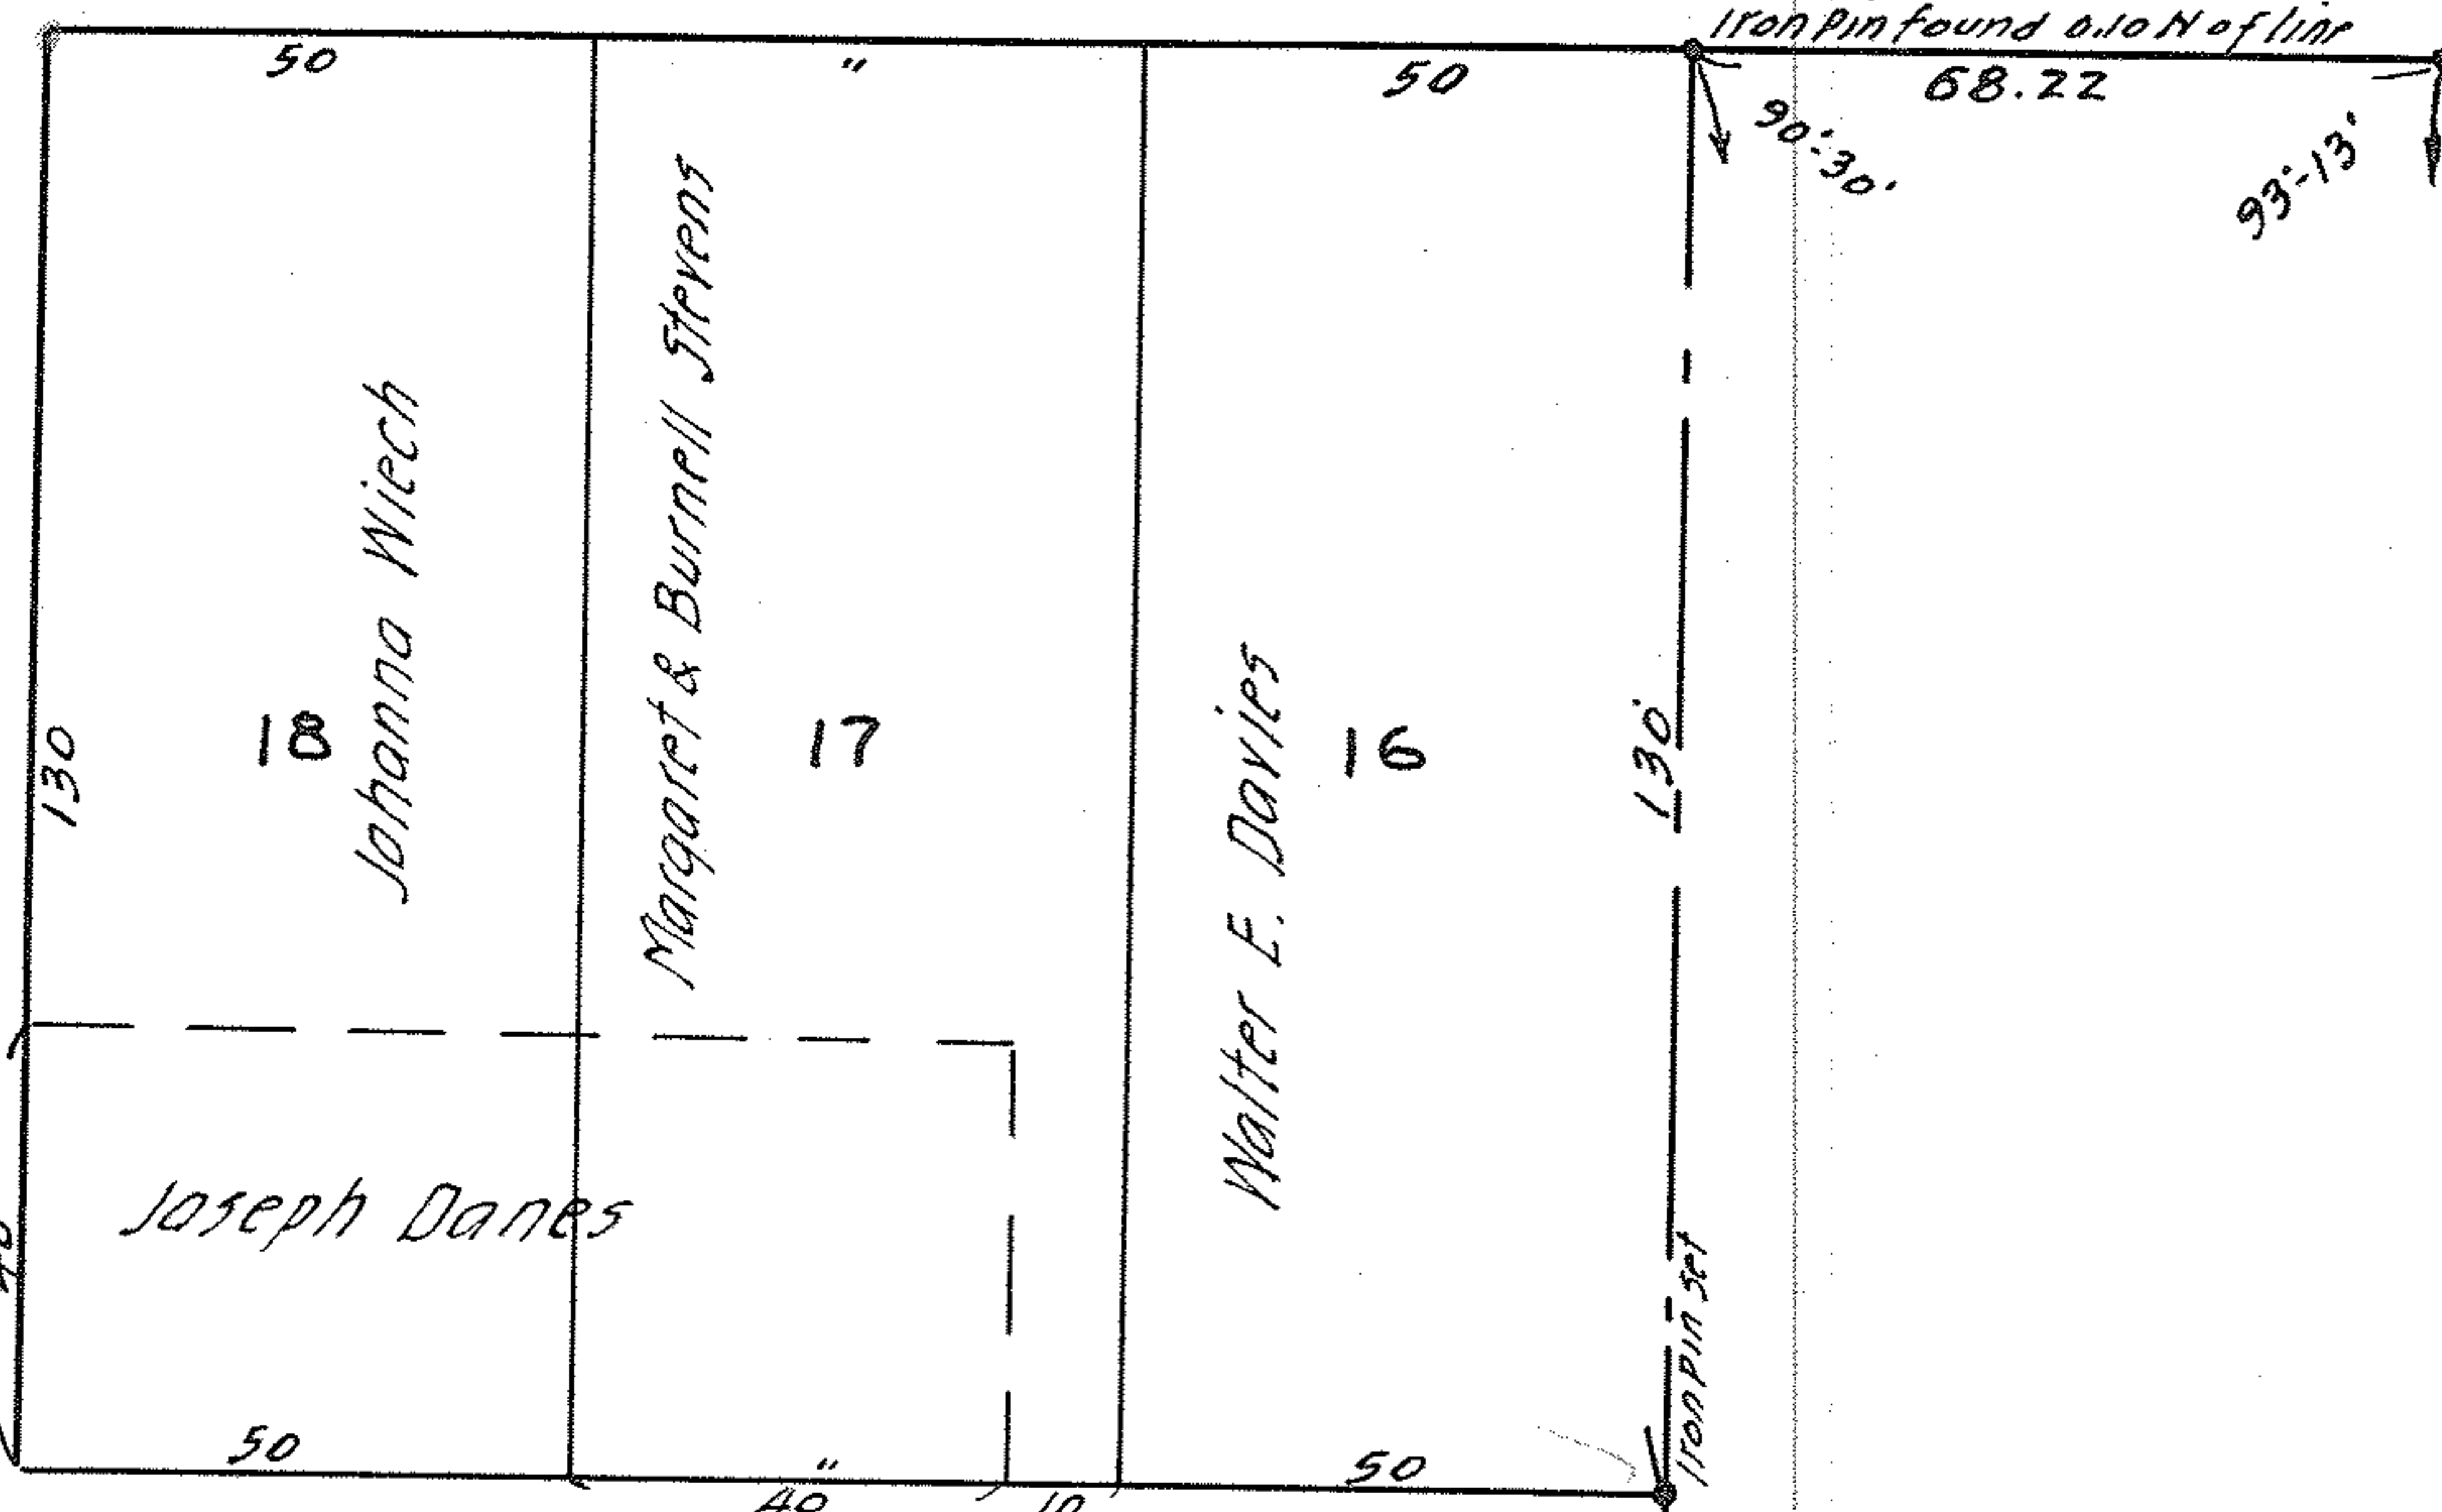 Iron pin found 0.10 N of line
50
"
50
68.22
90°-30'
93°-13'
130
18
Johanna Wiech
Margaret & Burnell Stevens
17
Walter E. Davies
16
130'
Joseph Danes
Iron pin set
50
"
50
40
10